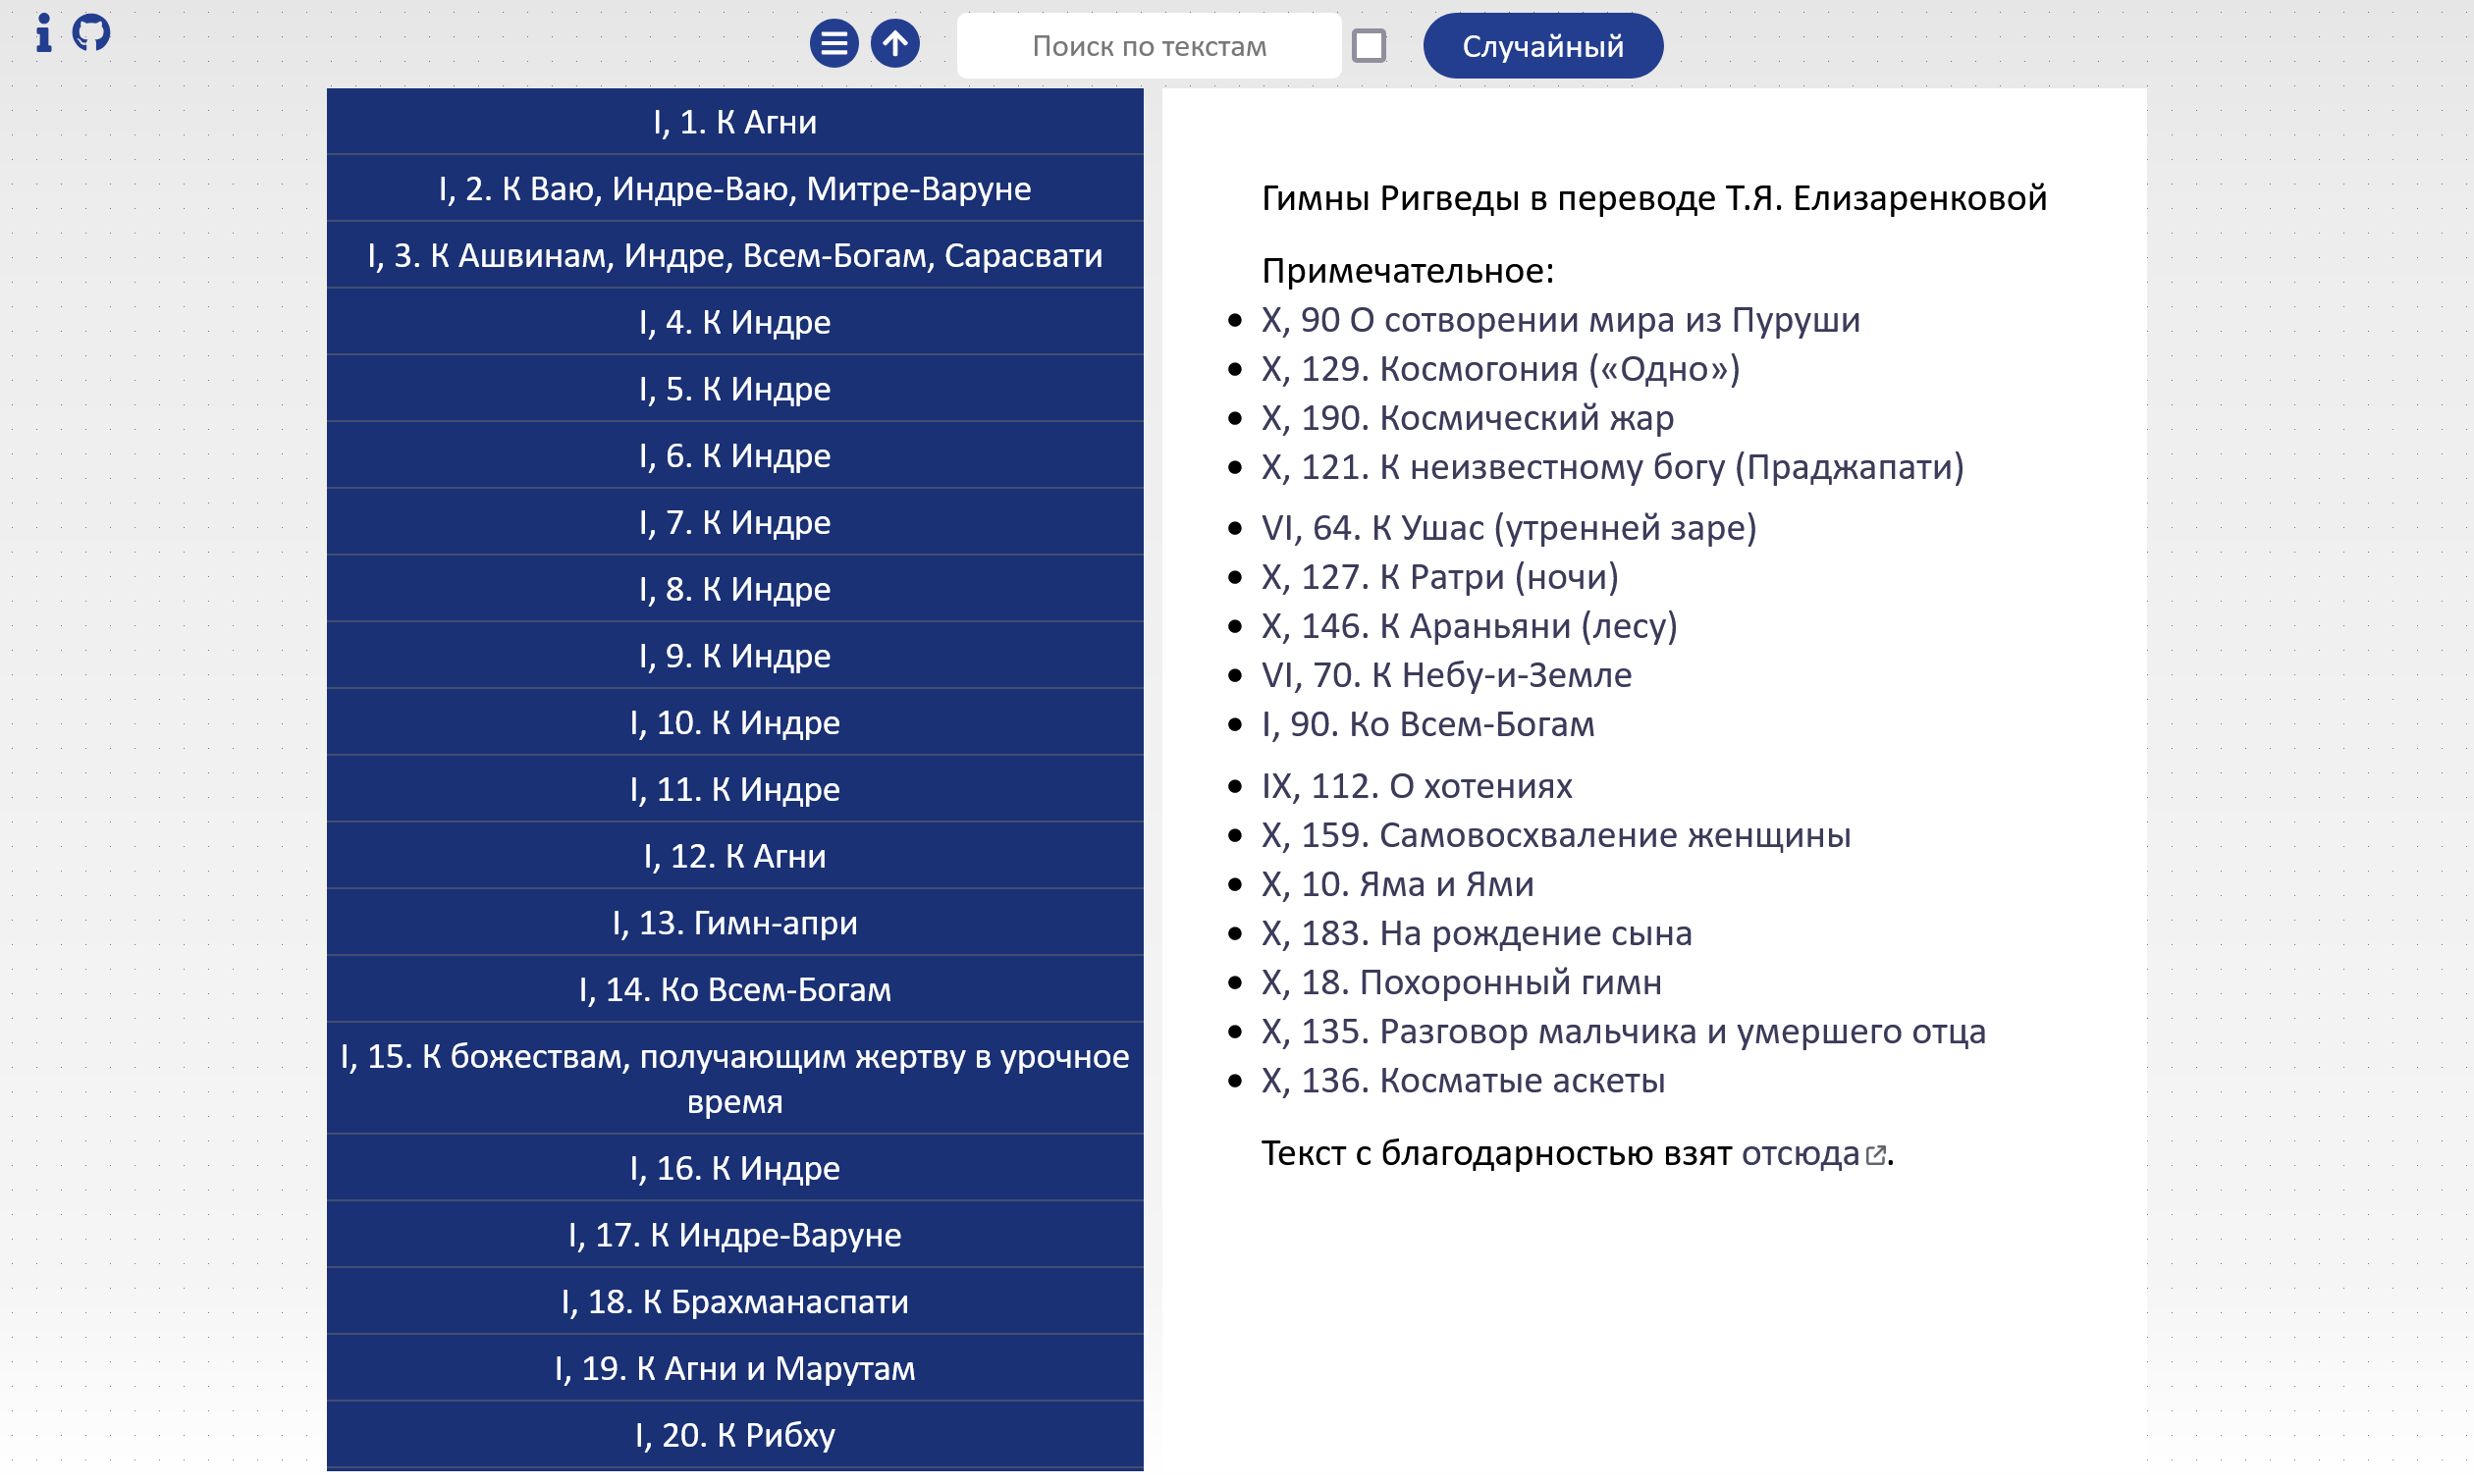 Поиск по текстам
Случайный
I, 1. К Агни
I, 2. К Ваю, Индре-Ваю, Митре-Варуне
I, 3. К Ашвинам, Индре, Всем-Богам, Сарасвати
I, 4. К Индре
I, 5. К Индре
I, 6. К Индре
I, 7. К Индре
I, 8. К Индре
I, 9. К Индре
I, 10. К Индре
I, 11. К Индре
I, 12. К Агни
I, 13. Гимн-апри
I, 14. Ко Всем-Богам
I, 15. К божествам, получающим жертву в урочное
время
I, 16. К Индре
I, 17. К Индре-Варуне
I, 18. К Брахманаспати
I, 19. К Агни и Марутам
I, 20. К Рибху
Гимны Ригведы в переводе Т.Я. Елизаренковой
Примечательное:
X, 90 О сотворении мира из Пуруши
X, 129. Космогония («Одно»)
X, 190. Космический жар
X, 121. К неизвестному богу (Праджапати)
VI, 64. К Ушас (утренней заре)
X, 127. К Ратри (ночи)
X, 146. К Араньяни (лесу)
VI, 70. К Небу-и-Земле
I, 90. Ко Всем-Богам
IX, 112. О хотениях
X, 159. Самовосхваление женщины
X, 10. Яма и Ями
X, 183. На рождение сына
X, 18. Похоронный гимн
X, 135. Разговор мальчика и умершего отца
X, 136. Косматые аскеты
Текст с благодарностью взят отсюда.